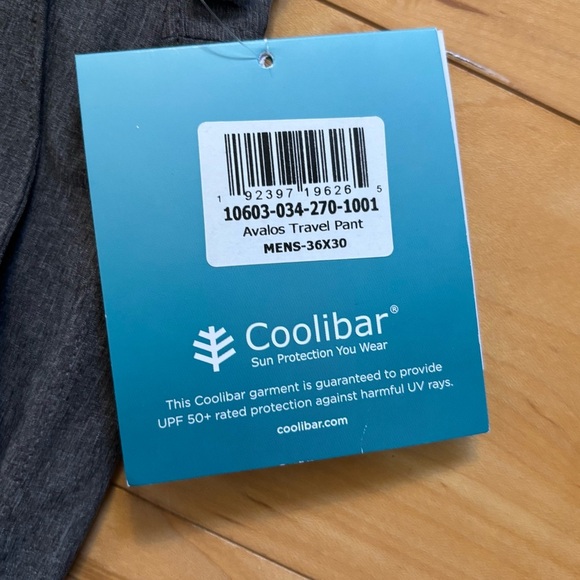 1 92397 19626 5
10603-034-270-1001
Avalos Travel Pant
MENS-36X30
Coolibar®
Sun Protection You Wear
This Coolibar garment is guaranteed to provide
UPF 50+ rated protection against harmful UV rays.
coolibar.com